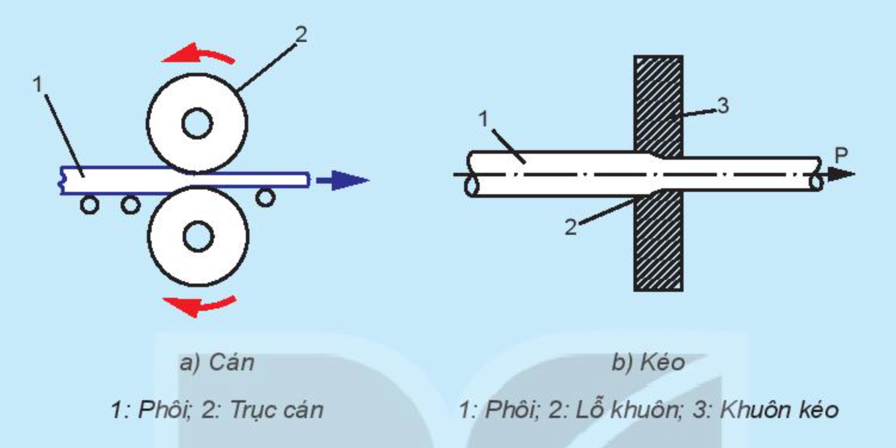 2
1
1
3
P
2
a) Cán
b) Kéo
1: Phôi; 2: Trục cán
1: Phôi; 2: Lỗ khuôn; 3: Khuôn kéo